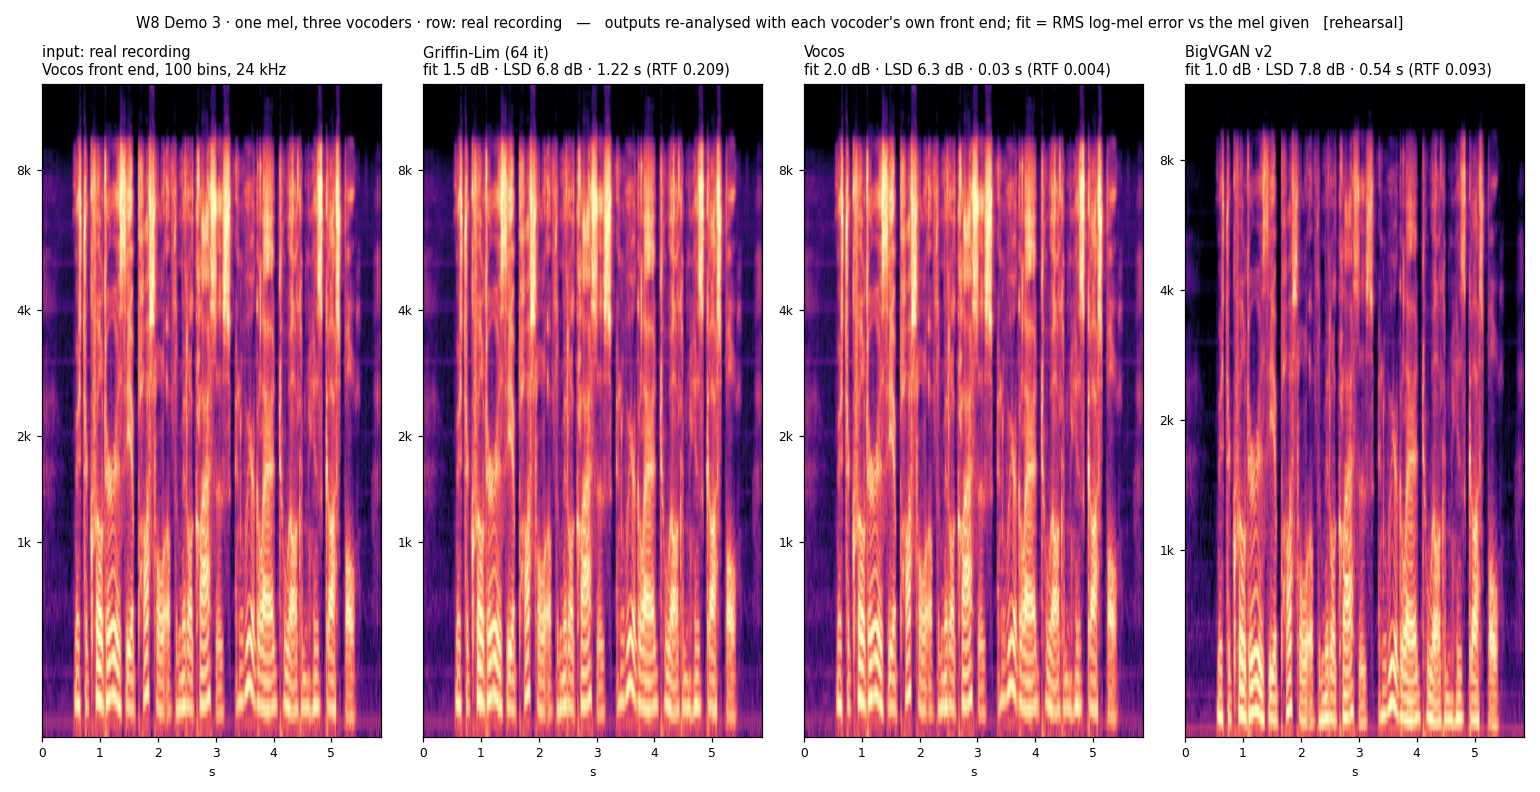 W8 Demo 3 · one mel, three vocoders · row: real recording — outputs re-analysed with each vocoder's own front end; fit = RMS log-mel error vs the mel given [rehearsal]
input: real recording
Vocos front end, 100 bins, 24 kHz
8k
4k
2k
1k
0 1 2 3 4 5
s
Griffin-Lim (64 it)
fit 1.5 dB · LSD 6.8 dB · 1.22 s (RTF 0.209)
8k
4k
2k
1k
0 1 2 3 4 5
s
Vocos
fit 2.0 dB · LSD 6.3 dB · 0.03 s (RTF 0.004)
8k
4k
2k
1k
0 1 2 3 4 5
s
BigVGAN v2
fit 1.0 dB · LSD 7.8 dB · 0.54 s (RTF 0.093)
8k
4k
2k
1k
0 1 2 3 4 5
s